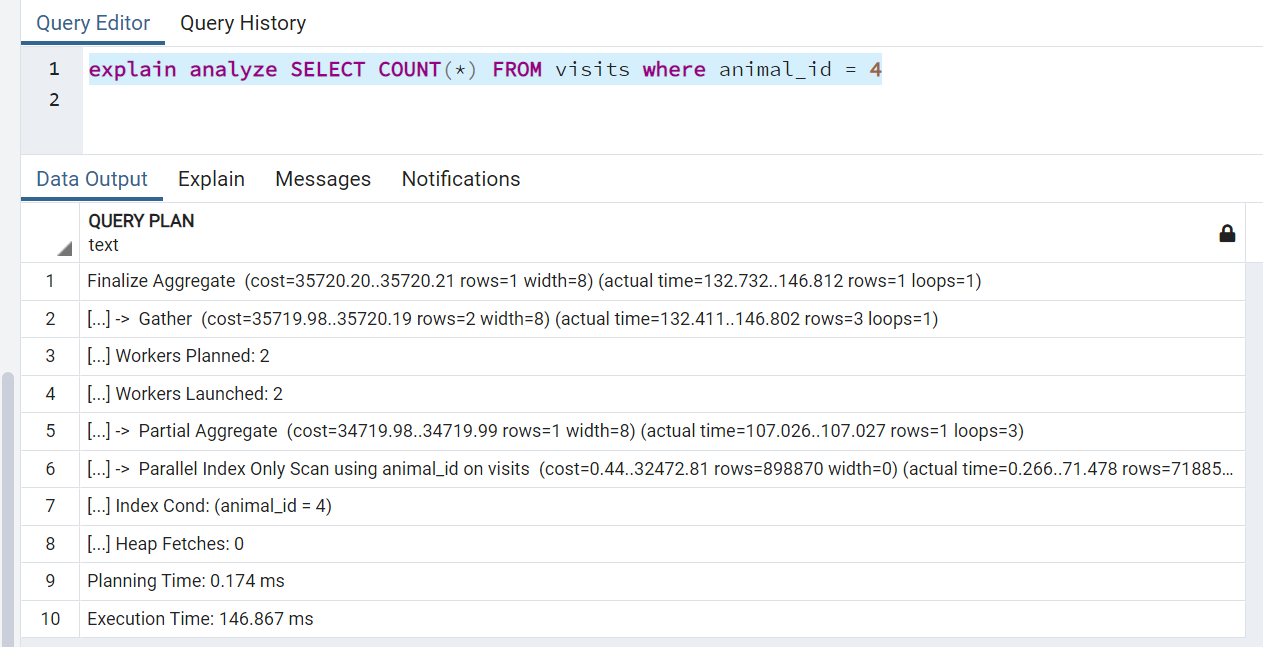 Query Editor Query History
1 explain analyze SELECT COUNT(*) FROM visits where animal_id = 4
2
Data Output Explain Messages Notifications
QUERY PLAN
text
1 Finalize Aggregate (cost=35720.20..35720.21 rows=1 width=8) (actual time=132.732..146.812 rows=1 loops=1)
2 [...] -> Gather (cost=35719.98..35720.19 rows=2 width=8) (actual time=132.411..146.802 rows=3 loops=1)
3 [...] Workers Planned: 2
4 [...] Workers Launched: 2
5 [...] -> Partial Aggregate (cost=34719.98..34719.99 rows=1 width=8) (actual time=107.026..107.027 rows=1 loops=3)
6 [...] -> Parallel Index Only Scan using animal_id on visits (cost=0.44..32472.81 rows=898870 width=0) (actual time=0.266..71.478 rows=71885...
7 [...] Index Cond: (animal_id = 4)
8 [...] Heap Fetches: 0
9 Planning Time: 0.174 ms
10 Execution Time: 146.867 ms